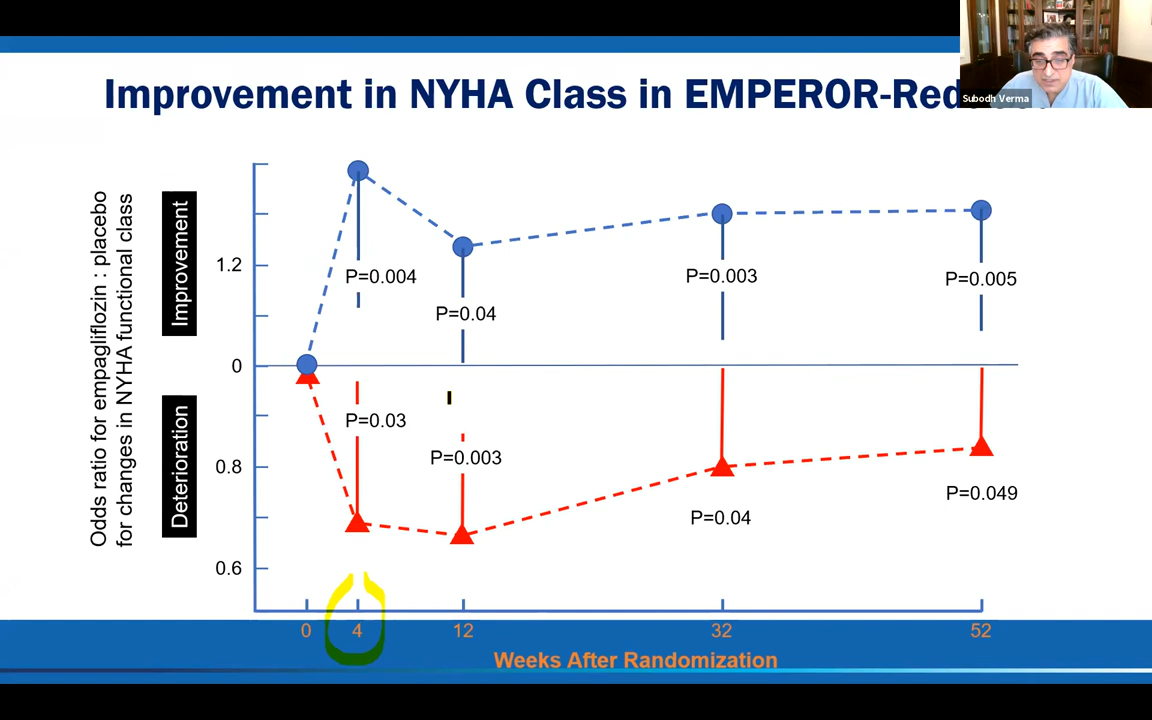 Improvement in NYHA Class in EMPEROR-Red
Subodh Verma
Odds ratio for empagliflozin : placebo
for changes in NYHA functional class
Improvement
Deterioration
1.2
0
0.8
0.6
P=0.004
P=0.04
P=0.003
P=0.005
P=0.03
P=0.003
P=0.04
P=0.049
0 4 12 32 52
Weeks After Randomization